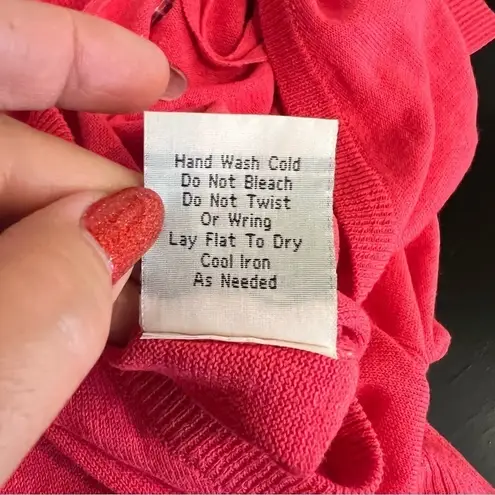 Hand Wash Cold
Do Not Bleach
Do Not Twist
Or Wring
Lay Flat To Dry
Cool Iron
As Needed